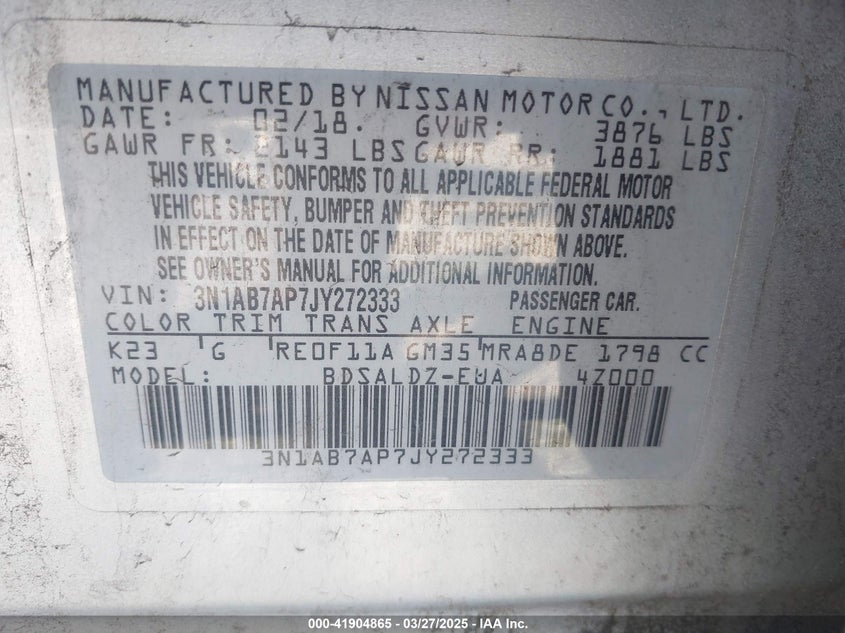 MANUFACTURED BY NISSAN MOTOR CO., LTD.
DATE: 02/18. GVWR: 3876 LBS
GAWR FR: 2143 LBS GAWR RR: 1881 LBS
THIS VEHICLE CONFORMS TO ALL APPLICABLE FEDERAL MOTOR
VEHICLE SAFETY, BUMPER AND THEFT PREVENTION STANDARDS
IN EFFECT ON THE DATE OF MANUFACTURE SHOWN ABOVE.
SEE OWNER'S MANUAL FOR ADDITIONAL INFORMATION.
VIN: 3N1AB7AP7JY272333 PASSENGER CAR.
COLOR TRIM TRANS AXLE ENGINE
K23 G RE0F11A GM35 MRA8DE 1798 CC
MODEL: BDSALDZ-EUA 4Z000
3N1AB7AP7JY272333
000-41904865 - 03/27/2025 - IAA Inc.